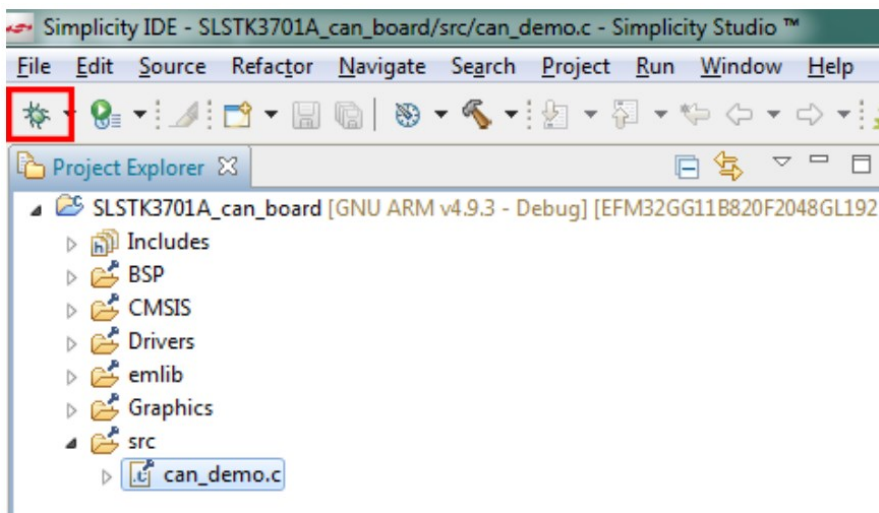 Simplicity IDE - SLSTK3701A_can_board/src/can_demo.c - Simplicity Studio ™
File Edit Source Refactor Navigate Search Project Run Window Help
Project Explorer
SLSTK3701A_can_board [GNU ARM v4.9.3 - Debug] [EFM32GG11B820F2048GL192
Includes
BSP
CMSIS
Drivers
emlib
Graphics
src
can_demo.c